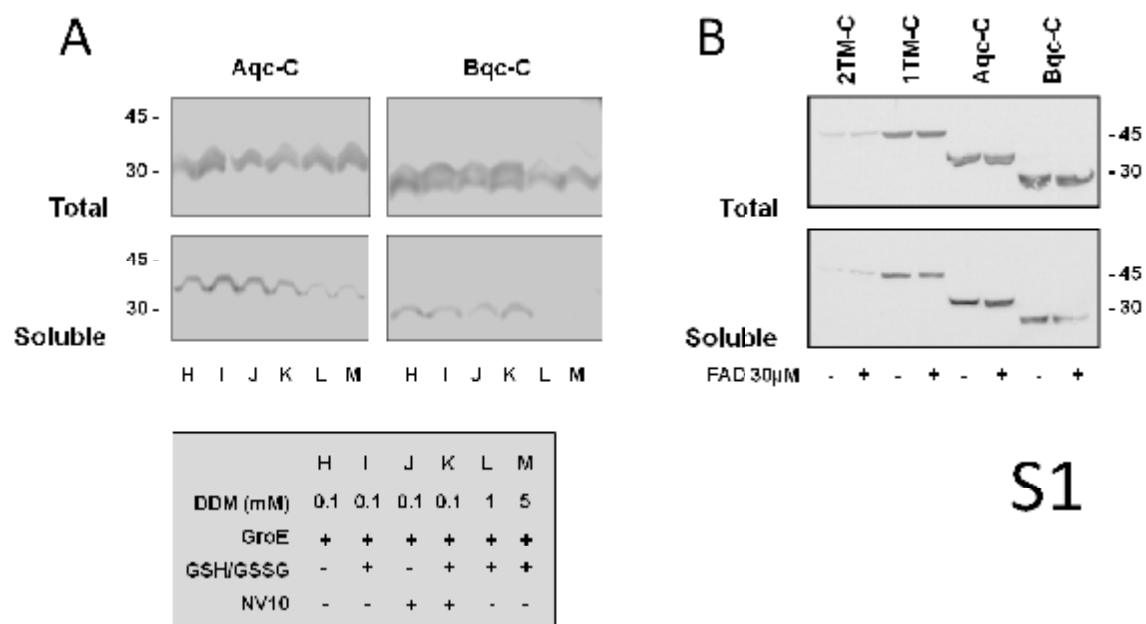 A
Aqc-C Bqc-C
45 -
30 -
Total
45 -
30 -
Soluble
H I J K L M H I J K L M
H I J K L M
DDM (mM) 0.1 0.1 0.1 0.1 1 5
GroE + + + + + +
GSH/GSSG - + - + + +
NV10 - - + + - -
B
2TM-C 1TM-C Aqc-C Bqc-C
- 45
- 30
Total
- 45
- 30
Soluble
FAD 30µM - + - + - + - +
S1